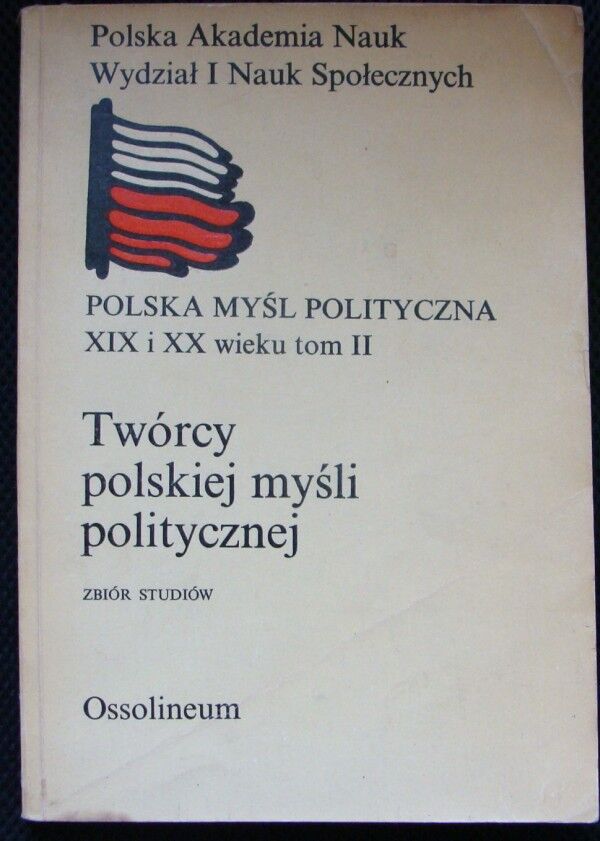 Polska Akademia Nauk
Wydział I Nauk Społecznych
POLSKA MYŚL POLITYCZNA
XIX i XX wieku tom II
Twórcy
polskiej myśli
politycznej
ZBIÓR STUDIÓW
Ossolineum